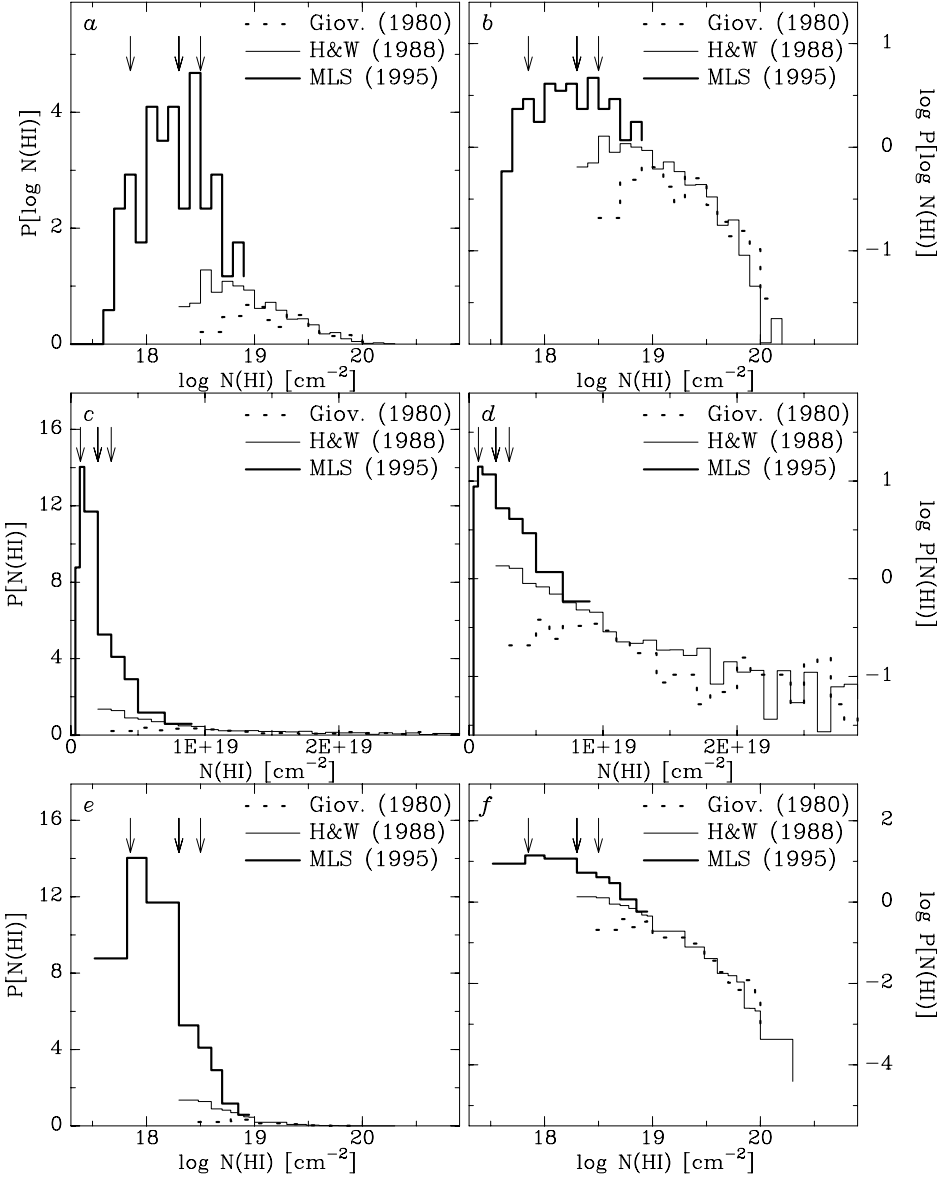 a
Giov. (1980)
H&W (1988)
MLS (1995)
P[log N(HI)]
4
2
0
18 19 20
log N(HI) [cm⁻²]
b
Giov. (1980)
H&W (1988)
MLS (1995)
1
0
−1
log P[log N(HI)]
18 19 20
log N(HI) [cm⁻²]
c
Giov. (1980)
H&W (1988)
MLS (1995)
P[N(HI)]
16
12
8
4
0
0 1E+19 2E+19
N(HI) [cm⁻²]
d
Giov. (1980)
H&W (1988)
MLS (1995)
1
0
−1
log P[N(HI)]
0 1E+19 2E+19
N(HI) [cm⁻²]
e
Giov. (1980)
H&W (1988)
MLS (1995)
P[N(HI)]
16
12
8
4
0
18 19 20
log N(HI) [cm⁻²]
f
Giov. (1980)
H&W (1988)
MLS (1995)
2
0
−2
−4
log P[N(HI)]
18 19 20
log N(HI) [cm⁻²]